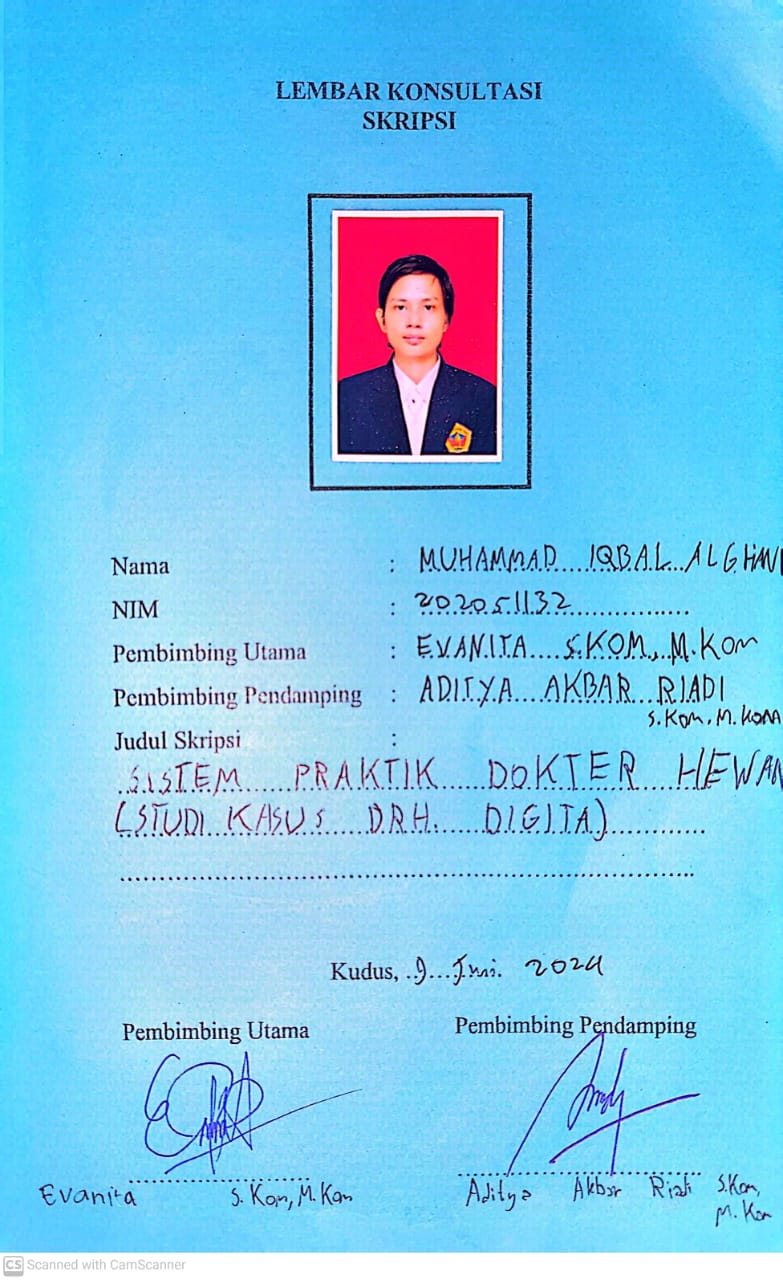 LEMBAR KONSULTASI
SKRIPSI
Nama : MUHAMMAD IQBAL ALGHANI
NIM : 202051132
Pembimbing Utama : EVANITA S.KOM., M.KOM
Pembimbing Pendamping : ADITYA AKBAR RIADI
S.KOM, M.KOM
Judul Skripsi :
SISTEM PRAKTIK DOKTER HEWAN
(STUDI KASUS DRH. DIGITA)
Kudus, 9 Juni 2024
Pembimbing Utama Pembimbing Pendamping
Evanita S.Kom, M.Kom Aditya Akbar Riadi S.Kom,
M.Kom
CS Scanned with CamScanner